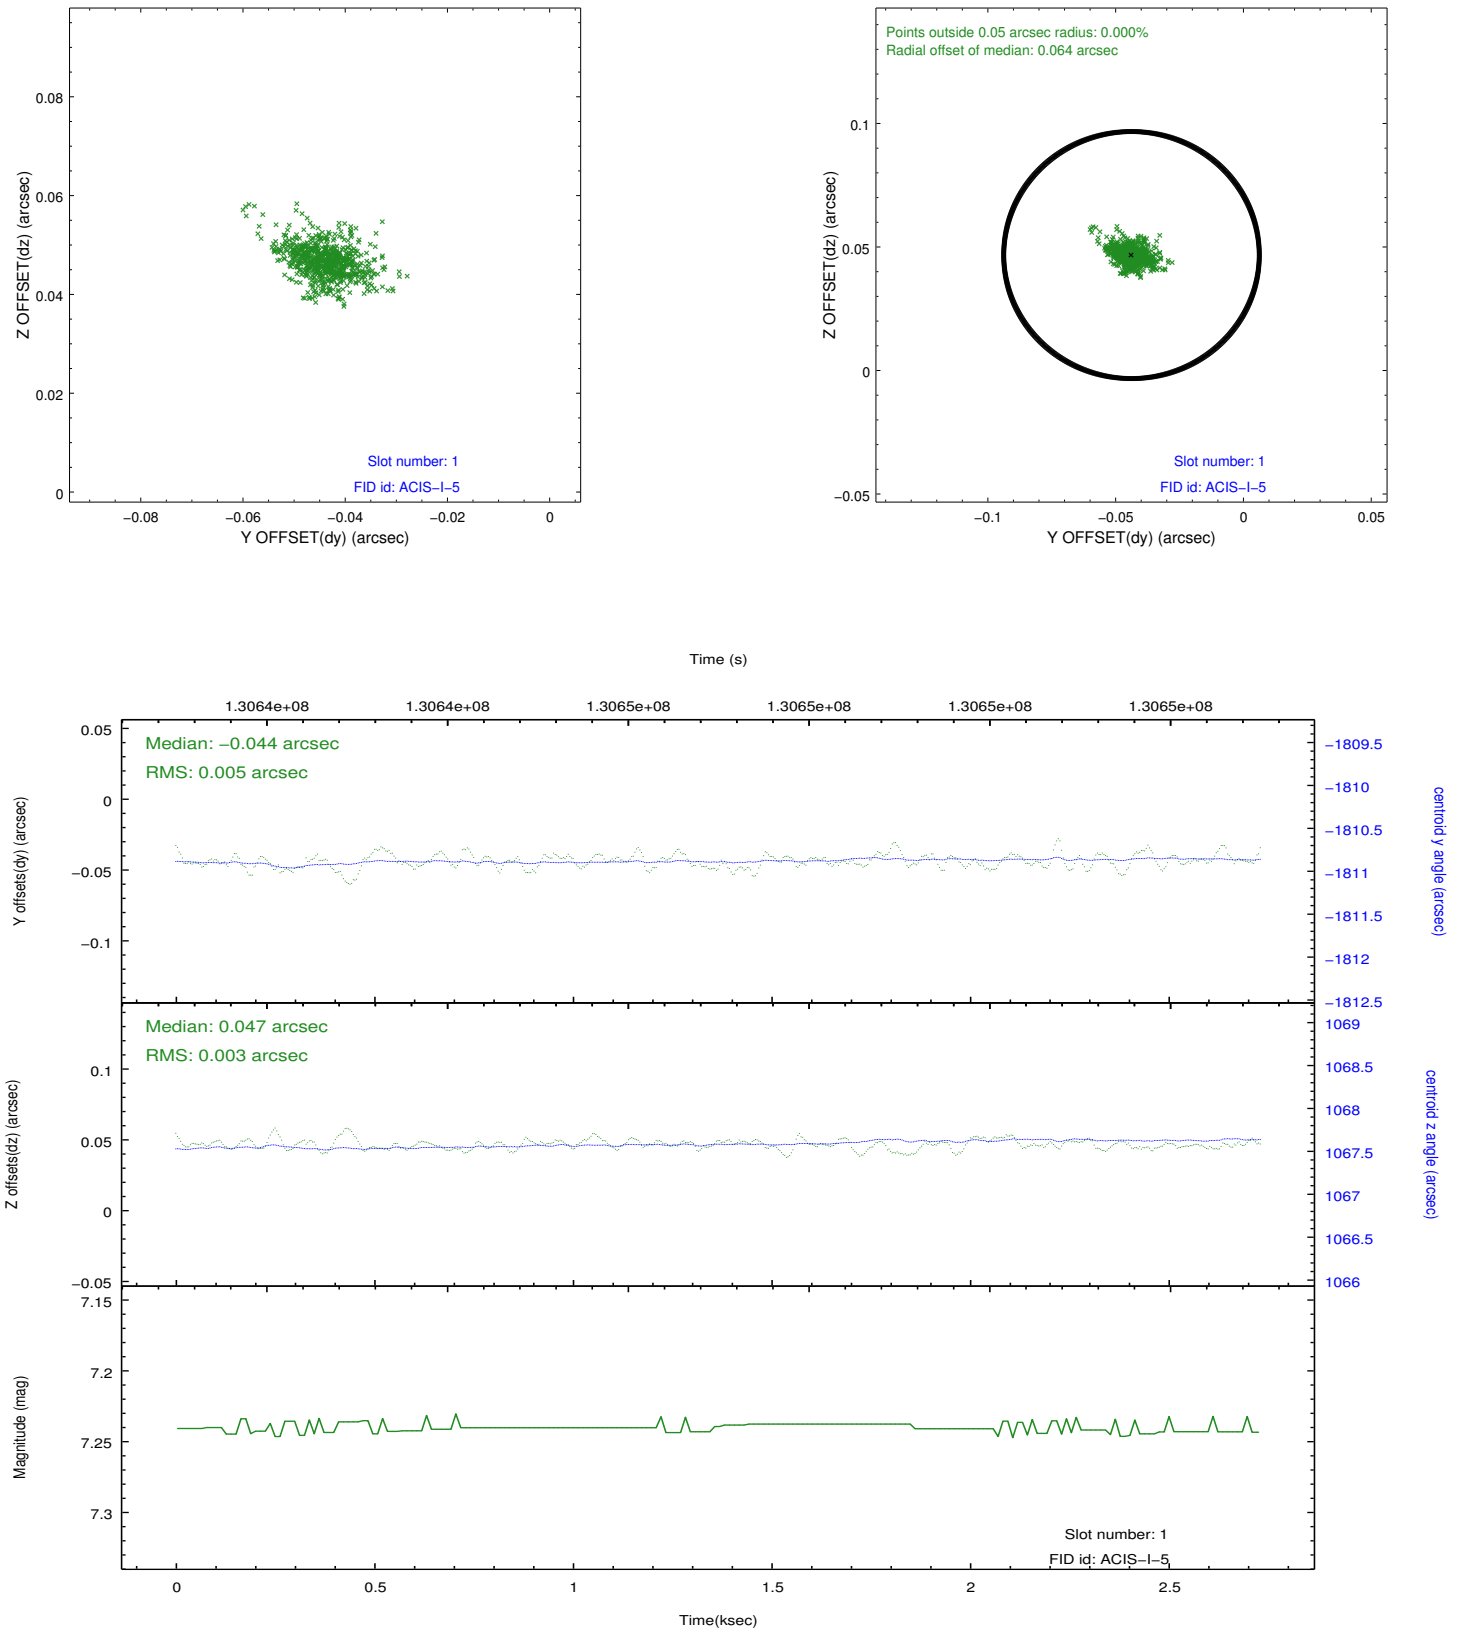 Z OFFSET(dz) (arcsec)
0.08
0.06
0.04
0.02
0
Slot number: 1
FID id: ACIS−I−5
−0.08 −0.06 −0.04 −0.02 0
Y OFFSET(dy) (arcsec)
Points outside 0.05 arcsec radius: 0.000%
Radial offset of median: 0.064 arcsec
Z OFFSET(dz) (arcsec)
0.1
0.05
0
−0.05
Slot number: 1
FID id: ACIS−I−5
−0.1 −0.05 0 0.05
Y OFFSET(dy) (arcsec)
Time (s)
1.3064e+08 1.3064e+08 1.3065e+08 1.3065e+08 1.3065e+08 1.3065e+08
Y offsets(dy) (arcsec)
0.05
0
−0.05
−0.1
Median: −0.044 arcsec
RMS: 0.005 arcsec
−1809.5
−1810
−1810.5
−1811
−1811.5
−1812
−1812.5
centroid y angle (arcsec)
Z offsets(dz) (arcsec)
0.1
0.05
0
−0.05
Median: 0.047 arcsec
RMS: 0.003 arcsec
1069
1068.5
1068
1067.5
1067
1066.5
1066
centroid z angle (arcsec)
Magnitude (mag)
7.15
7.2
7.25
7.3
Slot number: 1
FID id: ACIS−I−5
0 0.5 1 1.5 2 2.5
Time(ksec)